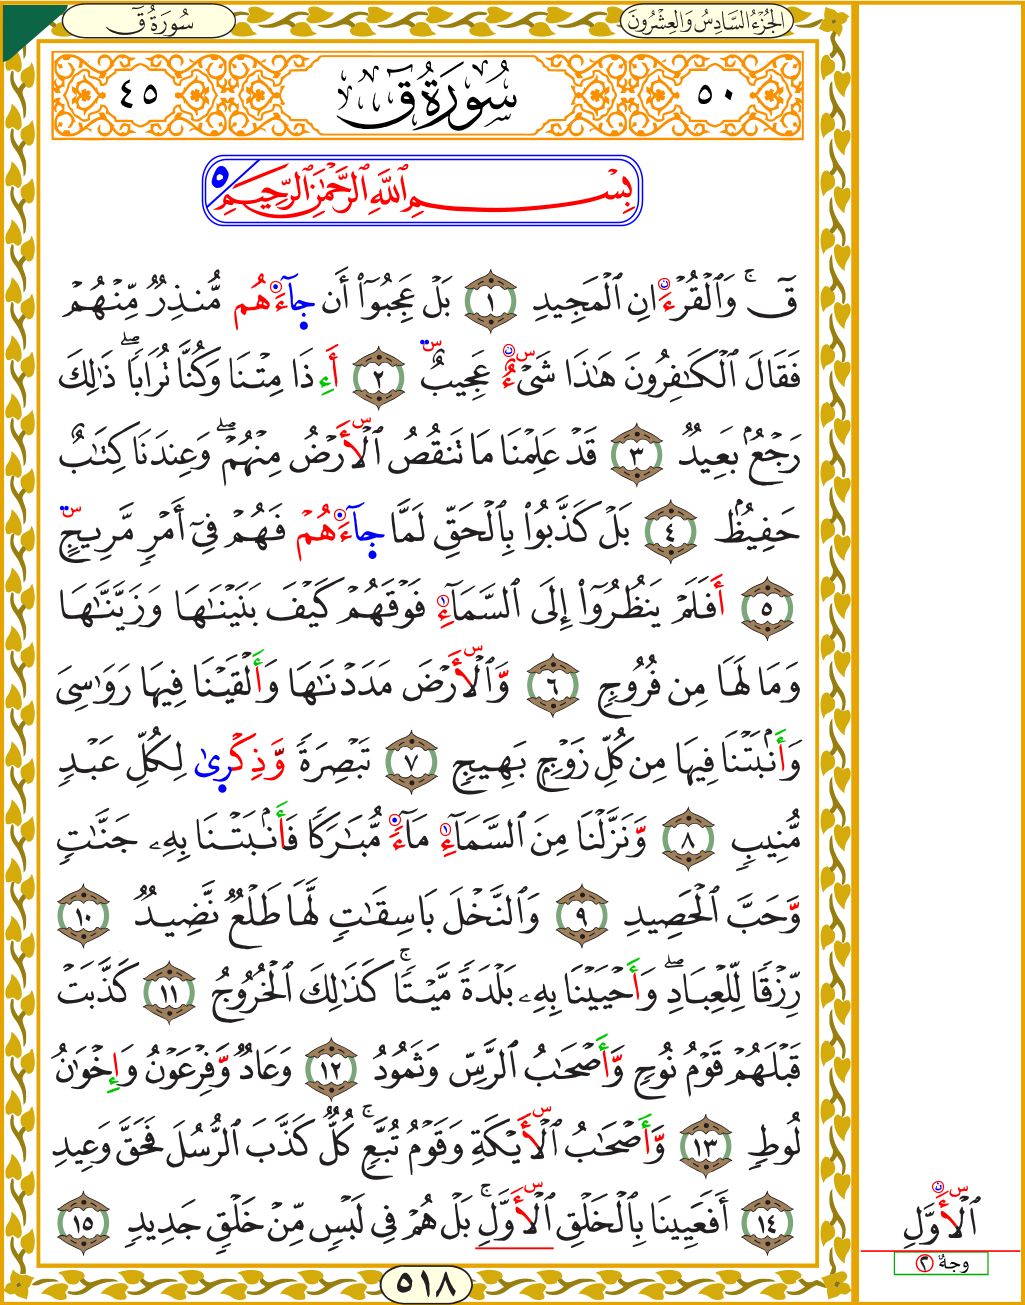 سُورَةُ قٓ
الجُزْءُ السَّادِسُ وَالعِشْرُونَ
٥٠
سُورَةُ قٓ
٤٥
بِسْمِ ٱللَّهِ ٱلرَّحْمَٰنِ ٱلرَّحِيمِ ٥
قٓۚ وَٱلْقُرْءَانِ ٱلْمَجِيدِ ١ بَلْ عَجِبُوٓا۟ أَن جَآءَهُم مُّنذِرٌ مِّنْهُمْ
فَقَالَ ٱلْكَٰفِرُونَ هَٰذَا شَىْءٌ عَجِيبٌ ٢ أَءِذَا مِتْنَا وَكُنَّا تُرَابًاۖ ذَٰلِكَ
رَجْعٌۢ بَعِيدٌ ٣ قَدْ عَلِمْنَا مَا تَنقُصُ ٱلْأَرْضُ مِنْهُمْۖ وَعِندَنَا كِتَٰبٌ
حَفِيظٌۢ ٤ بَلْ كَذَّبُوا۟ بِٱلْحَقِّ لَمَّا جَآءَهُمْ فَهُمْ فِىٓ أَمْرٍ مَّرِيجٍ
٥ أَفَلَمْ يَنظُرُوٓا۟ إِلَى ٱلسَّمَآءِ فَوْقَهُمْ كَيْفَ بَنَيْنَٰهَا وَزَيَّنَّٰهَا
وَمَا لَهَا مِن فُرُوجٍ ٦ وَٱلْأَرْضَ مَدَدْنَٰهَا وَأَلْقَيْنَا فِيهَا رَوَٰسِىَ
وَأَنۢبَتْنَا فِيهَا مِن كُلِّ زَوْجٍۭ بَهِيجٍ ٧ تَبْصِرَةً وَّذِكْرَىٰ لِكُلِّ عَبْدٍ
مُّنِيبٍ ٨ وَّنَزَّلْنَا مِنَ ٱلسَّمَآءِ مَآءً مُّبَٰرَكًا فَأَنۢبَتْنَا بِهِۦ جَنَّٰتٍ
وَّحَبَّ ٱلْحَصِيدِ ٩ وَٱلنَّخْلَ بَاسِقَٰتٍ لَّهَا طَلْعٌ نَّضِيدٌ ١٠
رِّزْقًا لِّلْعِبَادِۖ وَأَحْيَيْنَا بِهِۦ بَلْدَةً مَّيْتًاۚ كَذَٰلِكَ ٱلْخُرُوجُ ١١ كَذَّبَتْ
قَبْلَهُمْ قَوْمُ نُوحٍ وَّأَصْحَٰبُ ٱلرَّسِّ وَثَمُودُ ١٢ وَعَادٌ وَّفِرْعَوْنُ وَإِخْوَٰنُ
لُوطٍ ١٣ وَّأَصْحَٰبُ ٱلْأَيْكَةِ وَقَوْمُ تُبَّعٍۚ كُلٌّ كَذَّبَ ٱلرُّسُلَ فَحَقَّ وَعِيدِ
١٤ أَفَعَيِينَا بِٱلْخَلْقِ ٱلْأَوَّلِۚ بَلْ هُمْ فِى لَبْسٍ مِّنْ خَلْقٍ جَدِيدٍ ١٥
ٱلْأَوَّلِ
وجهٌ ٢
٥١٨